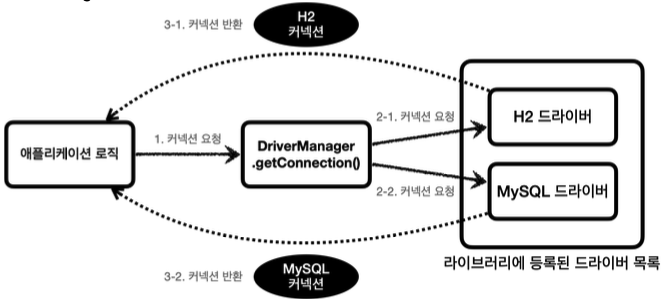 3-1. 커넥션 반환
H2
커넥션
애플리케이션 로직
1. 커넥션 요청
DriverManager
.getConnection()
2-1. 커넥션 요청
2-2. 커넥션 요청
H2 드라이버
MySQL 드라이버
라이브러리에 등록된 드라이버 목록
3-2. 커넥션 반환
MySQL
커넥션